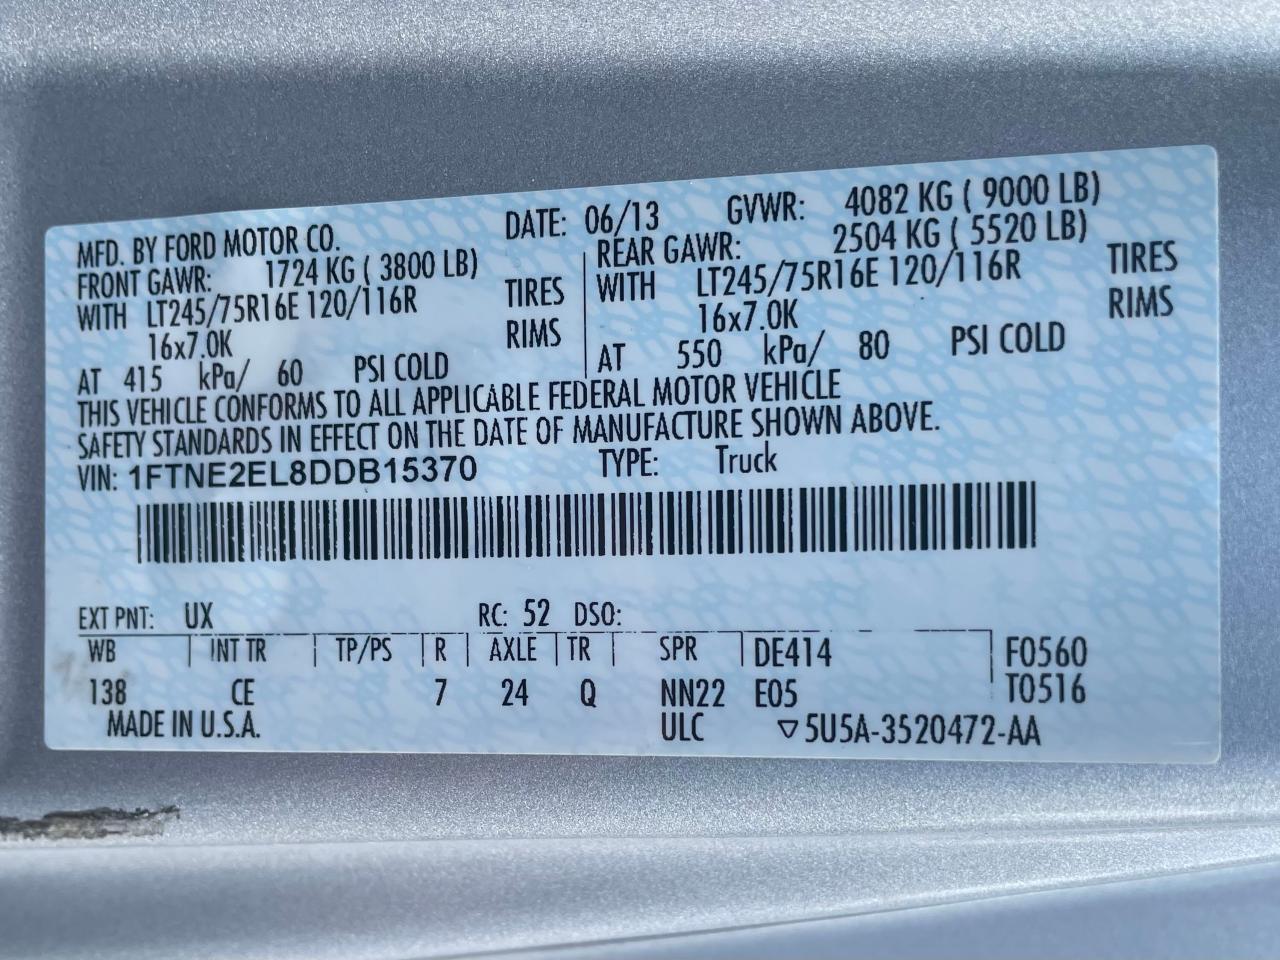 MFD. BY FORD MOTOR CO. DATE: 06/13 GVWR: 4082 KG ( 9000 LB)
FRONT GAWR: 1724 KG ( 3800 LB)
WITH LT245/75R16E 120/116R TIRES
16x7.0K RIMS
AT 415 kPa/ 60 PSI COLD
REAR GAWR: 2504 KG ( 5520 LB)
WITH LT245/75R16E 120/116R TIRES
16x7.0K RIMS
AT 550 kPa/ 80 PSI COLD
THIS VEHICLE CONFORMS TO ALL APPLICABLE FEDERAL MOTOR VEHICLE
SAFETY STANDARDS IN EFFECT ON THE DATE OF MANUFACTURE SHOWN ABOVE.
VIN: 1FTNE2EL8DDB15370 TYPE: Truck
EXT PNT: UX RC: 52 DSO:
WB INT TR TP/PS R AXLE TR SPR DE414 F0560
138 CE 7 24 Q NN22 E05 T0516
MADE IN U.S.A. ULC ▽5U5A-3520472-AA